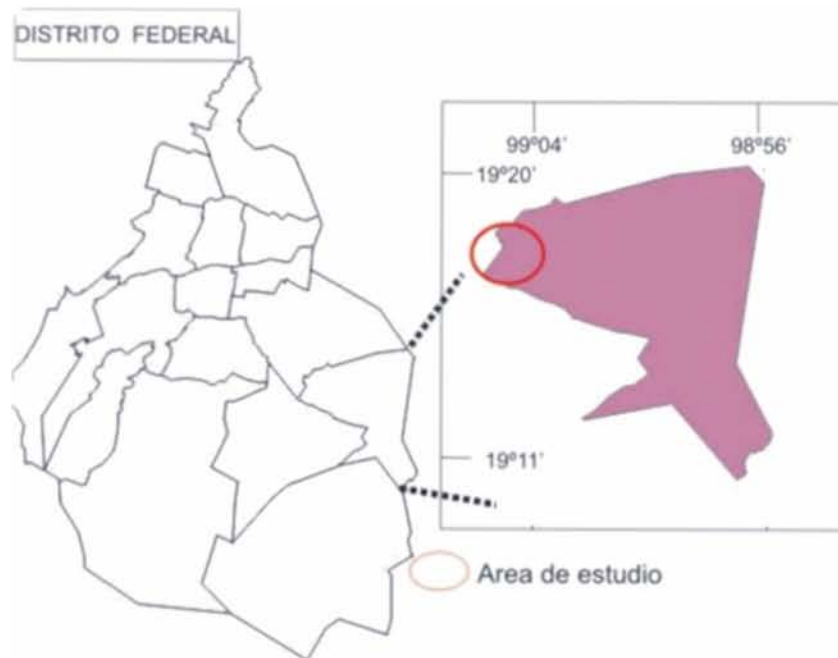 DISTRITO FEDERAL
99º04' 98º56'
19º20'
19º11'
Area de estudio